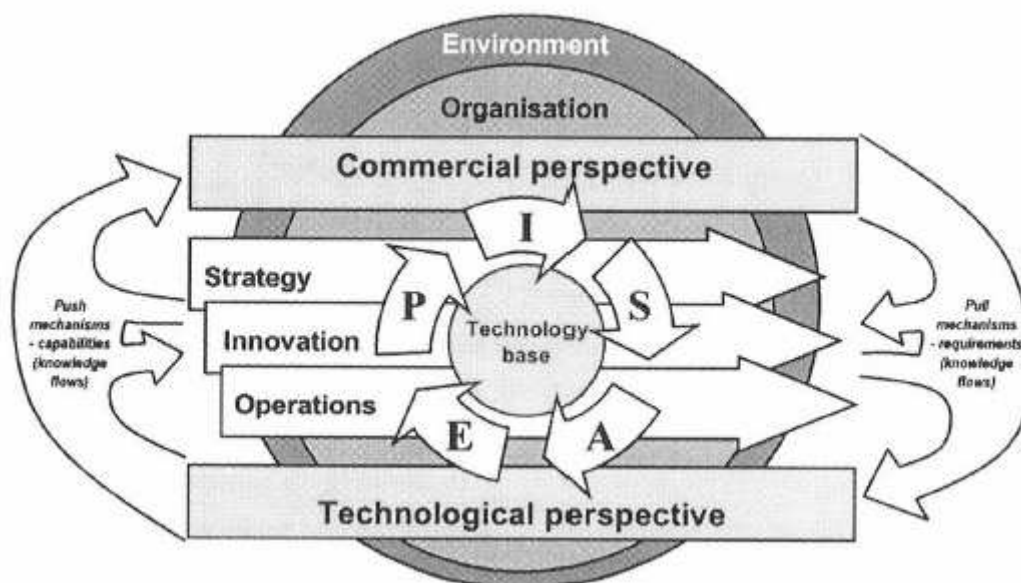 Environment
Organisation
Commercial perspective
I
Strategy
P
S
Push
mechanisms
- capabilities
(knowledge
flows)
Innovation
Technology
base
Pull
mechanisms
- requirements
(knowledge
flows)
Operations
E
A
Technological perspective